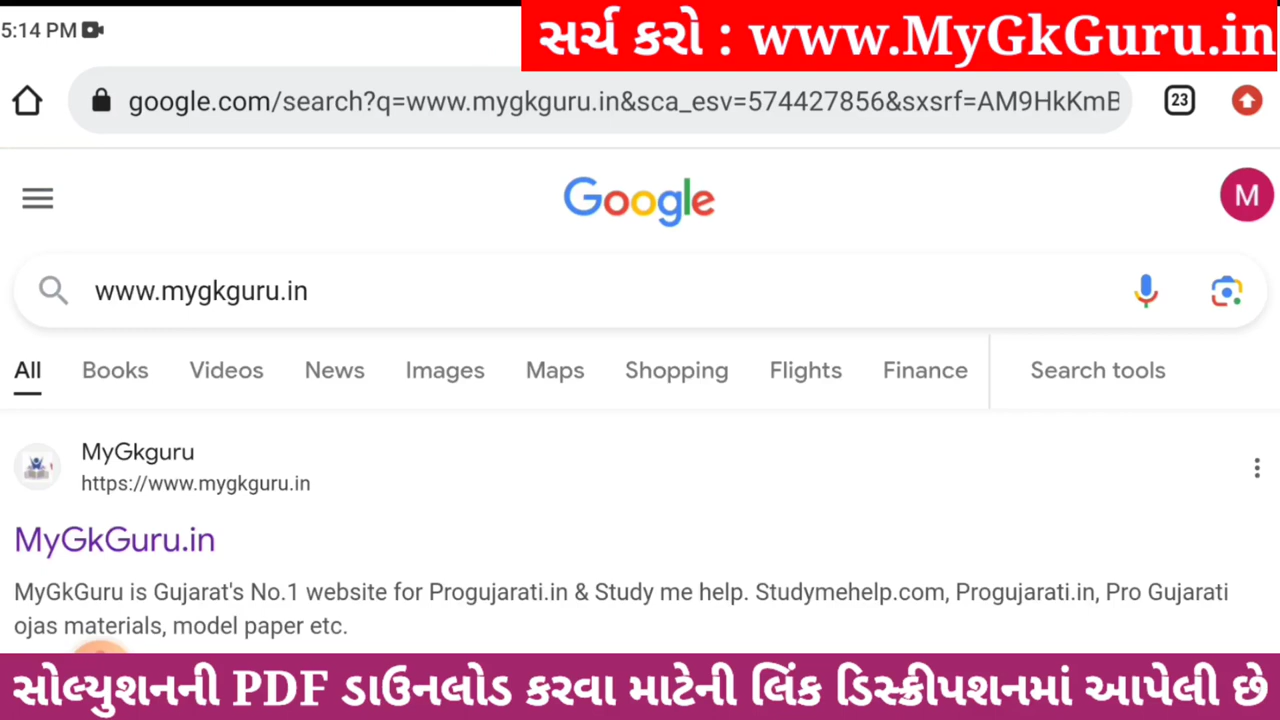 5:14 PM
સર્ચ કરો : www.MyGkGuru.in
google.com/search?q=www.mygkguru.in&sca_esv=574427856&sxsrf=AM9HkKmB
23
Google
M
www.mygkguru.in
All Books Videos News Images Maps Shopping Flights Finance Search tools
MyGkguru
https://www.mygkguru.in
MyGkGuru.in
MyGkGuru is Gujarat's No.1 website for Progujarati.in & Study me help. Studymehelp.com, Progujarati.in, Pro Gujarati
ojas materials, model paper etc.
સોલ્યુશનની PDF ડાઉનલોડ કરવા માટેની લિંક ડિસ્ક્રીપશનમાં આપેલી છે